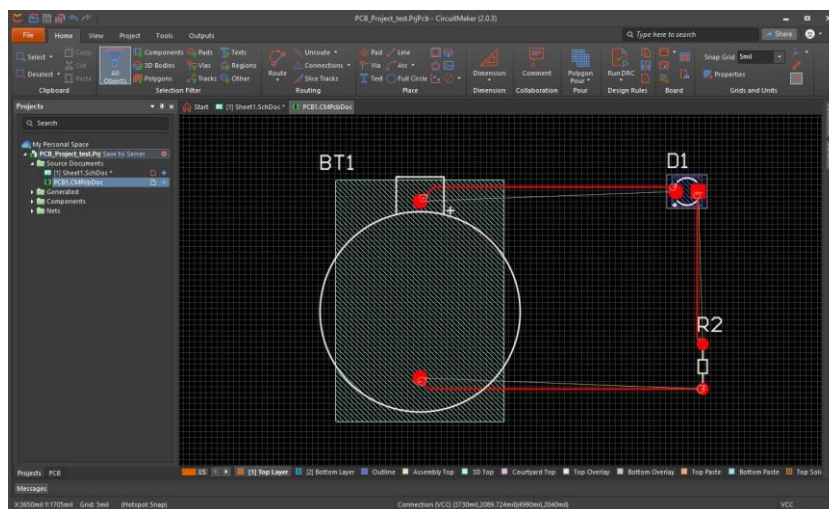 PCB_Project_test.PrjPcb - CircuitMaker (2.0.3)
File Home View Project Tools Outputs
Type here to search
Share
Select Copy
Cut
Deselect Paste
Clipboard
All Objects
Components Pads Texts
3D Bodies Vias Regions
Polygons Tracks Other
Selection Filter
Route
Unroute
Connections
Slice Tracks
Routing
Pad Line
Via Arc
Text Full Circle
Place
Dimension
Dimension
Comment
Collaboration
Polygon Pour
Pour
Run DRC
Design Rules
Board
Snap Grid 5mil
Properties
Grids and Units
Projects
Start [1] Sheet1.SchDoc * PCB1.CMPcbDoc
Search
My Personal Space
PCB_Project_test.Prj Save to Server
Source Documents
[1] Sheet1.SchDoc *
PCB1.CMPcbDoc
Generated
Components
Nets
BT1
D1
+
R2
Projects PCB
LS [1] Top Layer [2] Bottom Layer Outline Assembly Top 3D Top Courtyard Top Top Overlay Bottom Overlay Top Paste Bottom Paste Top Sol
Messages
X:3650mil Y:1705mil Grid: 5mil (Hotspot Snap)
Connection (VCC) (3730mil,2089.724mil)(4990mil,2040mil)
VCC